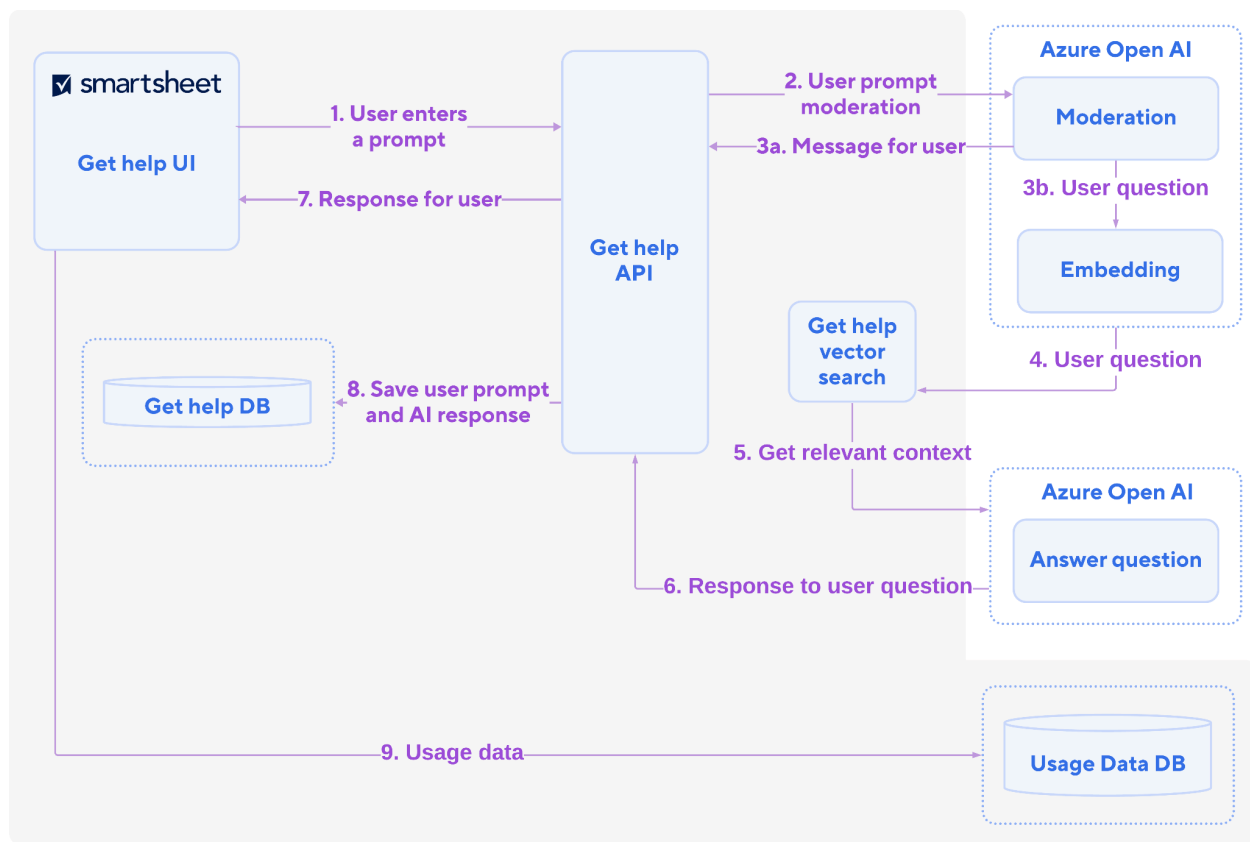 Azure Open AI
smartsheet
Get help UI
1. User enters
a prompt
7. Response for user
Get help
API
2. User prompt
moderation
3a. Message for user
Moderation
3b. User question
Embedding
4. User question
Get help
vector
search
5. Get relevant context
Get help DB
8. Save user prompt
and AI response
Azure Open AI
Answer question
6. Response to user question
9. Usage data
Usage Data DB